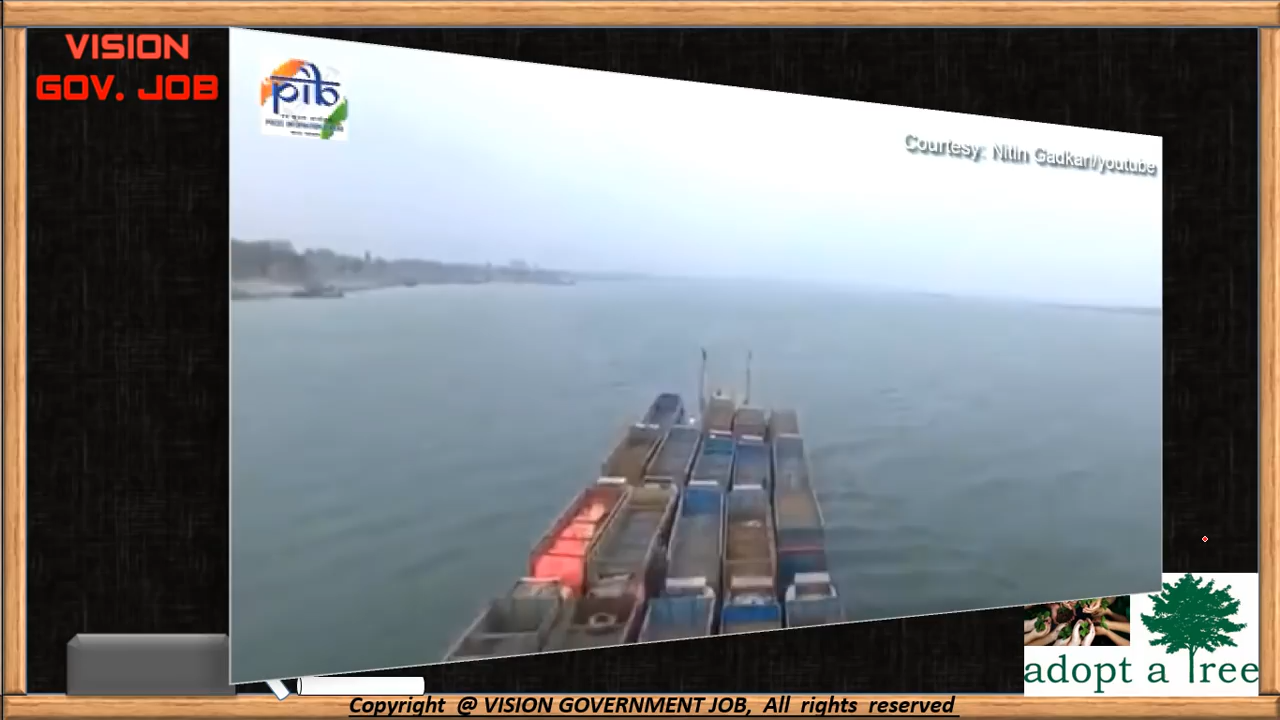 VISION
GOV. JOB
pib
Courtesy: Nitin Gadkari/youtube
adopt a Tree
Copyright @ VISION GOVERNMENT JOB, All rights reserved